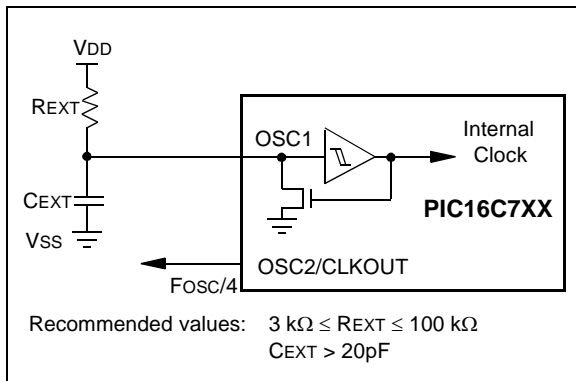 VDD
REXT
OSC1
Internal
Clock
CEXT
PIC16C7XX
VSS
OSC2/CLKOUT
FOSC/4
Recommended values: 3 kΩ ≤ REXT ≤ 100 kΩ
CEXT > 20pF